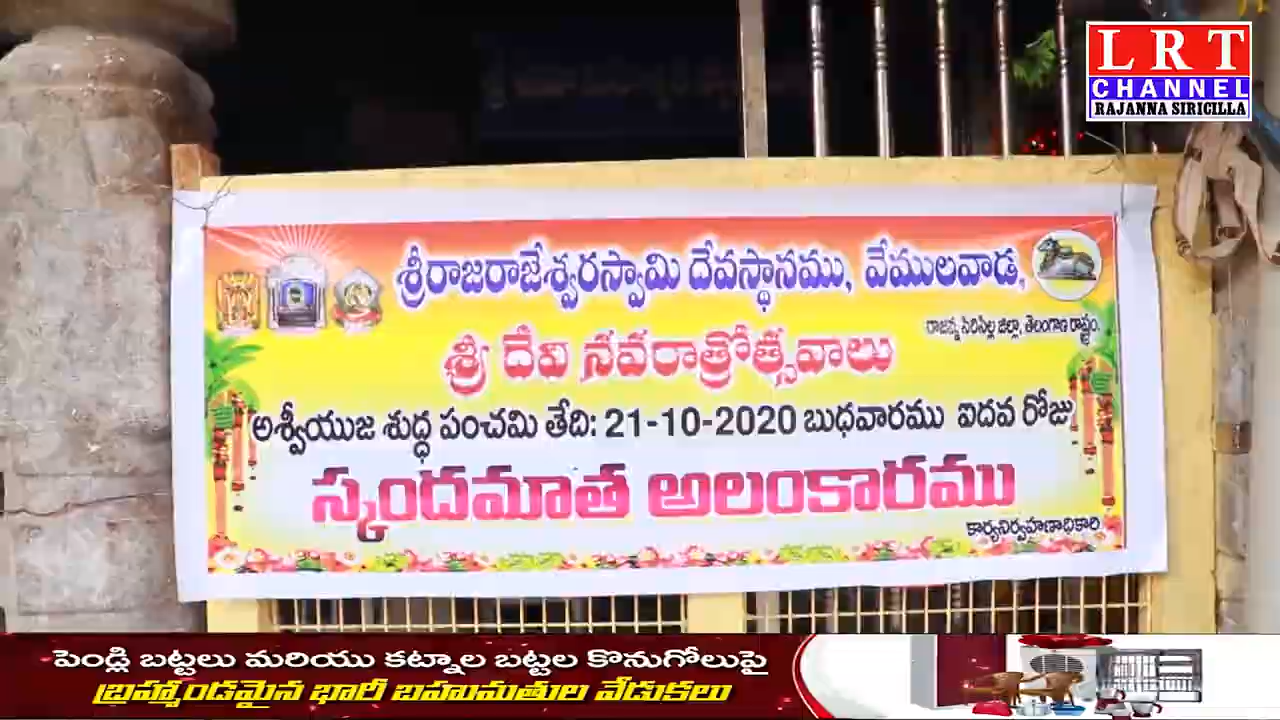 LRT
CHANNEL
RAJANNA SIRICILLA
శ్రీరాజరాజేశ్వరస్వామి దేవస్థానము, వేములవాడ,
రాజన్న సిరిసిల్ల జిల్లా, తెలంగాణ రాష్ట్రం.
శ్రీ దేవి నవరాత్రోత్సవాలు
అశ్వీయుజ శుద్ధ పంచమి తేది: 21-10-2020 బుధవారము ఐదవ రోజు
స్కందమాత అలంకారము
కార్యనిర్వహణాధికారి
పెండ్లి బట్టలు మరియు కట్నాల బట్టల కొనుగోలుపై
బ్రహ్మాండమైన భారీ బహుమతుల వేడుకలు